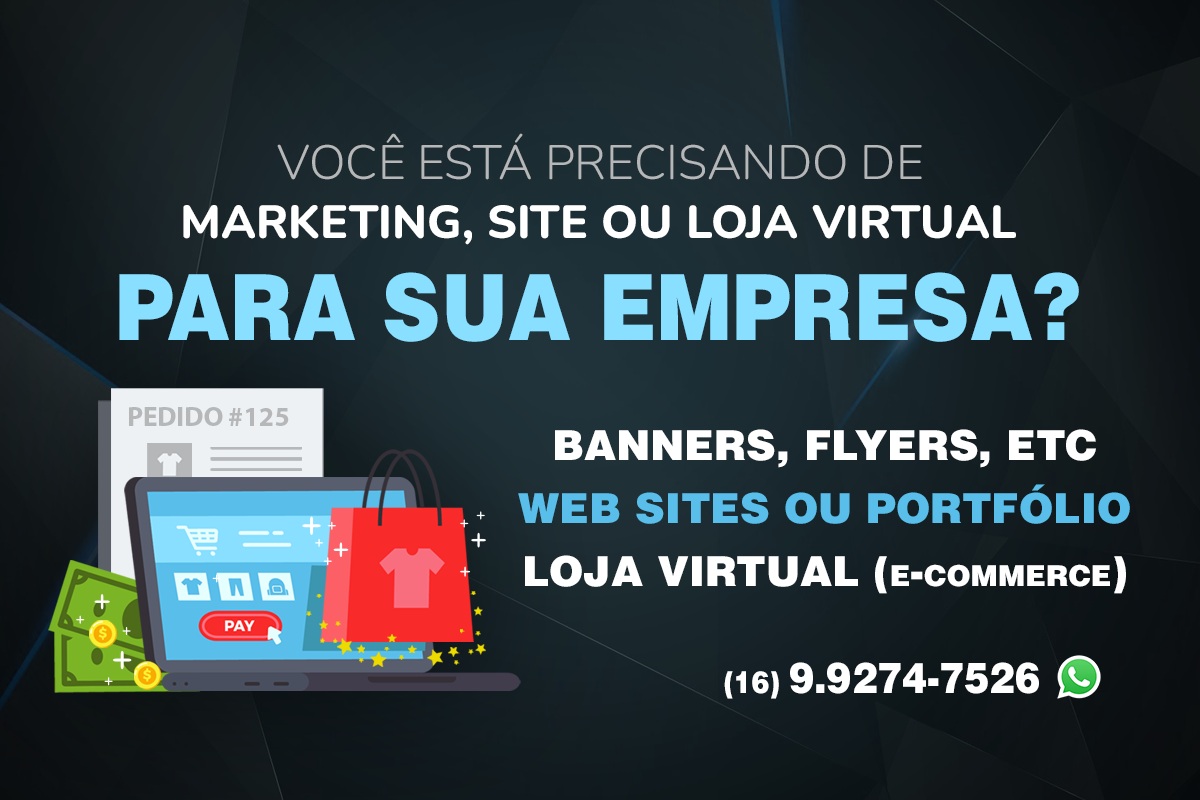 VOCÊ ESTÁ PRECISANDO DE
MARKETING, SITE OU LOJA VIRTUAL
PARA SUA EMPRESA?
PEDIDO #125
PAY
BANNERS, FLYERS, ETC
WEB SITES OU PORTFÓLIO
LOJA VIRTUAL (E-COMMERCE)
(16) 9.9274-7526